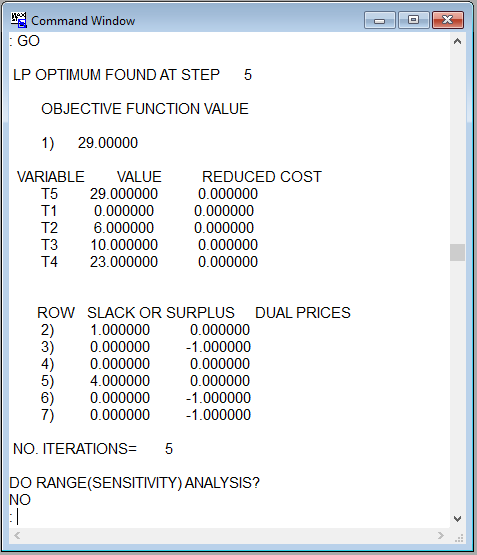 Command Window
: GO
LP OPTIMUM FOUND AT STEP 5
OBJECTIVE FUNCTION VALUE
1) 29.00000
VARIABLE VALUE REDUCED COST
T5 29.000000 0.000000
T1 0.000000 0.000000
T2 6.000000 0.000000
T3 10.000000 0.000000
T4 23.000000 0.000000
ROW SLACK OR SURPLUS DUAL PRICES
2) 1.000000 0.000000
3) 0.000000 -1.000000
4) 0.000000 0.000000
5) 4.000000 0.000000
6) 0.000000 -1.000000
7) 0.000000 -1.000000
NO. ITERATIONS= 5
DO RANGE(SENSITIVITY) ANALYSIS?
NO
: